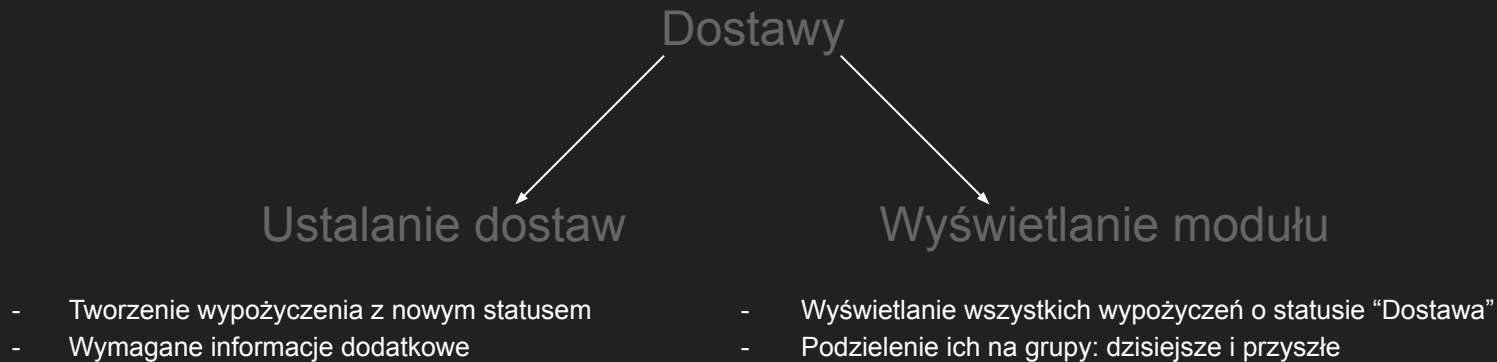 Dostawy
Ustalanie dostaw
Wyświetlanie modułu
- Tworzenie wypożyczenia z nowym statusem
- Wymagane informacje dodatkowe
- Wyświetlanie wszystkich wypożyczeń o statusie “Dostawa”
- Podzielenie ich na grupy: dzisiejsze i przyszłe